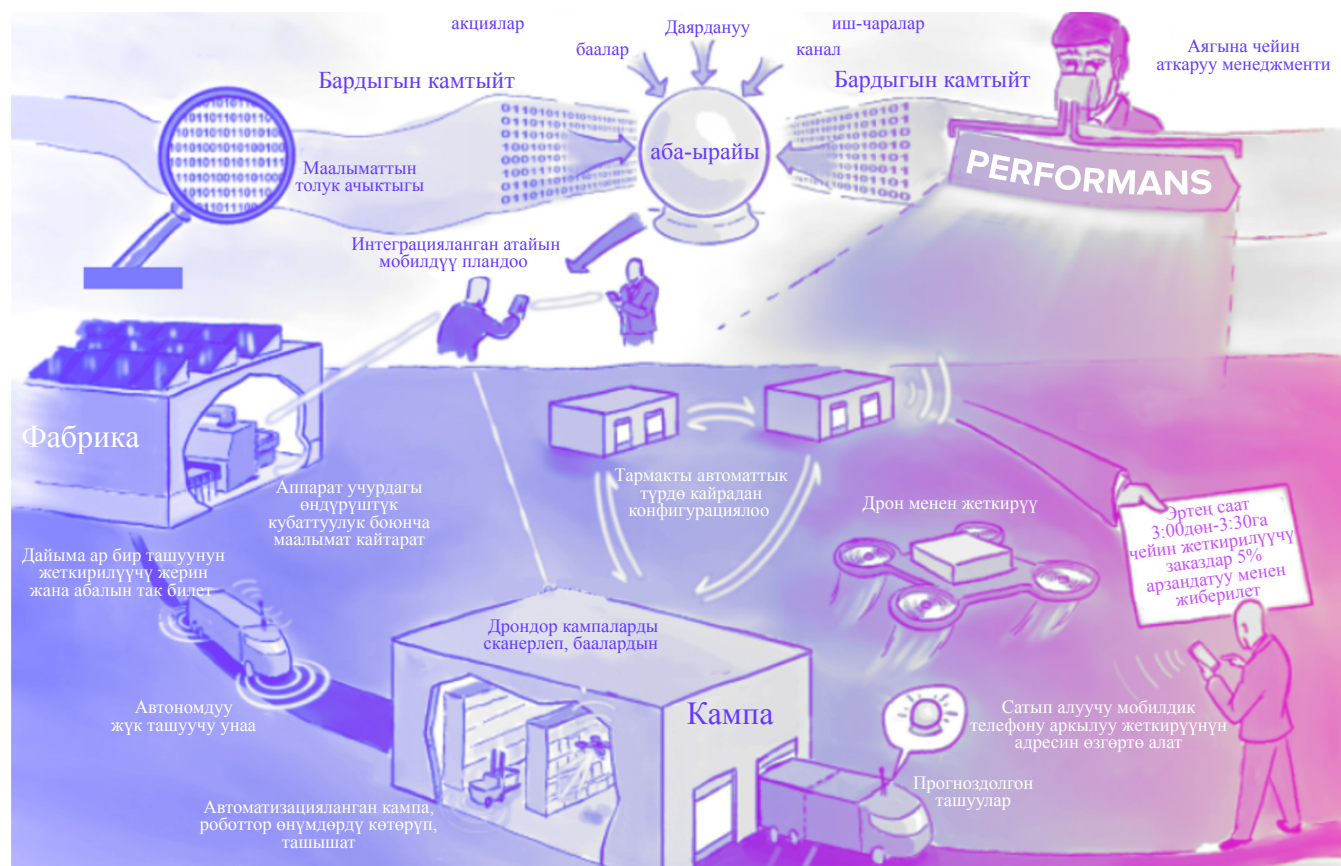 акциялар
баалар
Даярдануу
иш-чаралар
канал
Аягына чейин
аткаруу менеджменти
Бардыгын камтыйт
Бардыгын камтыйт
аба-ырайы
PERFORMANS
Маалыматтын
толук ачыктыгы
Интеграцияланган атайын
мобилдүү пландоо
Фабрика
Аппарат учурдагы
өндүрүштүк
кубаттуулук боюнча
маалымат кайтарат
Тармакты автоматтык
түрдө кайрадан
конфигурациялоо
Дрон менен жеткирүү
Эртең саат
3:00дөн-3:30га
чейин жеткирилүүчү
заказдар 5%
арзандатуу менен
жиберилет
Дайыма ар бир ташуунун
жеткирилүүчү жерин
жана абалын так билет
Дрондор кампаларды
сканерлеп, баалардын
Автономдуу
жүк ташуучу унаа
Кампа
Сатып алуучу мобилдик
телефону аркылуу жеткирүүнүн
адресин өзгөртө алат
Прогноздолгон
ташуулар
Автоматизацияланган кампа,
роботтор өнүмдөрдү көтөрүп,
ташышат